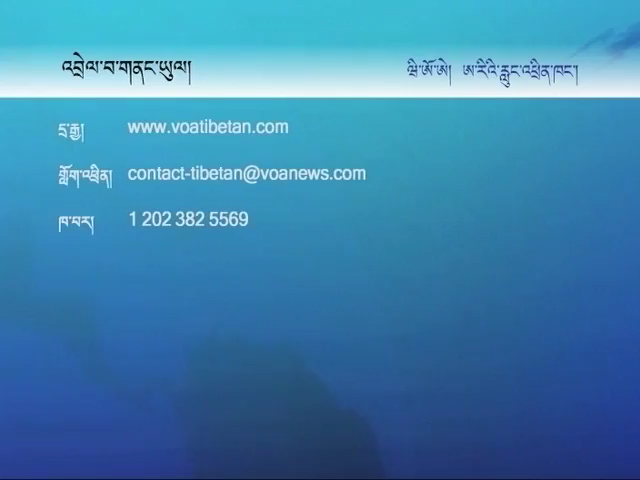 འབྲེལ་བ་གནང་ཡུལ།
ཝི་ཨོ་ཨེ། ཨ་རིའི་རླུང་འཕྲིན་ཁང་།
དྲ་རྒྱ། www.voatibetan.com
གློག་འཕྲིན། contact-tibetan@voanews.com
ཁ་པར། 1 202 382 5569